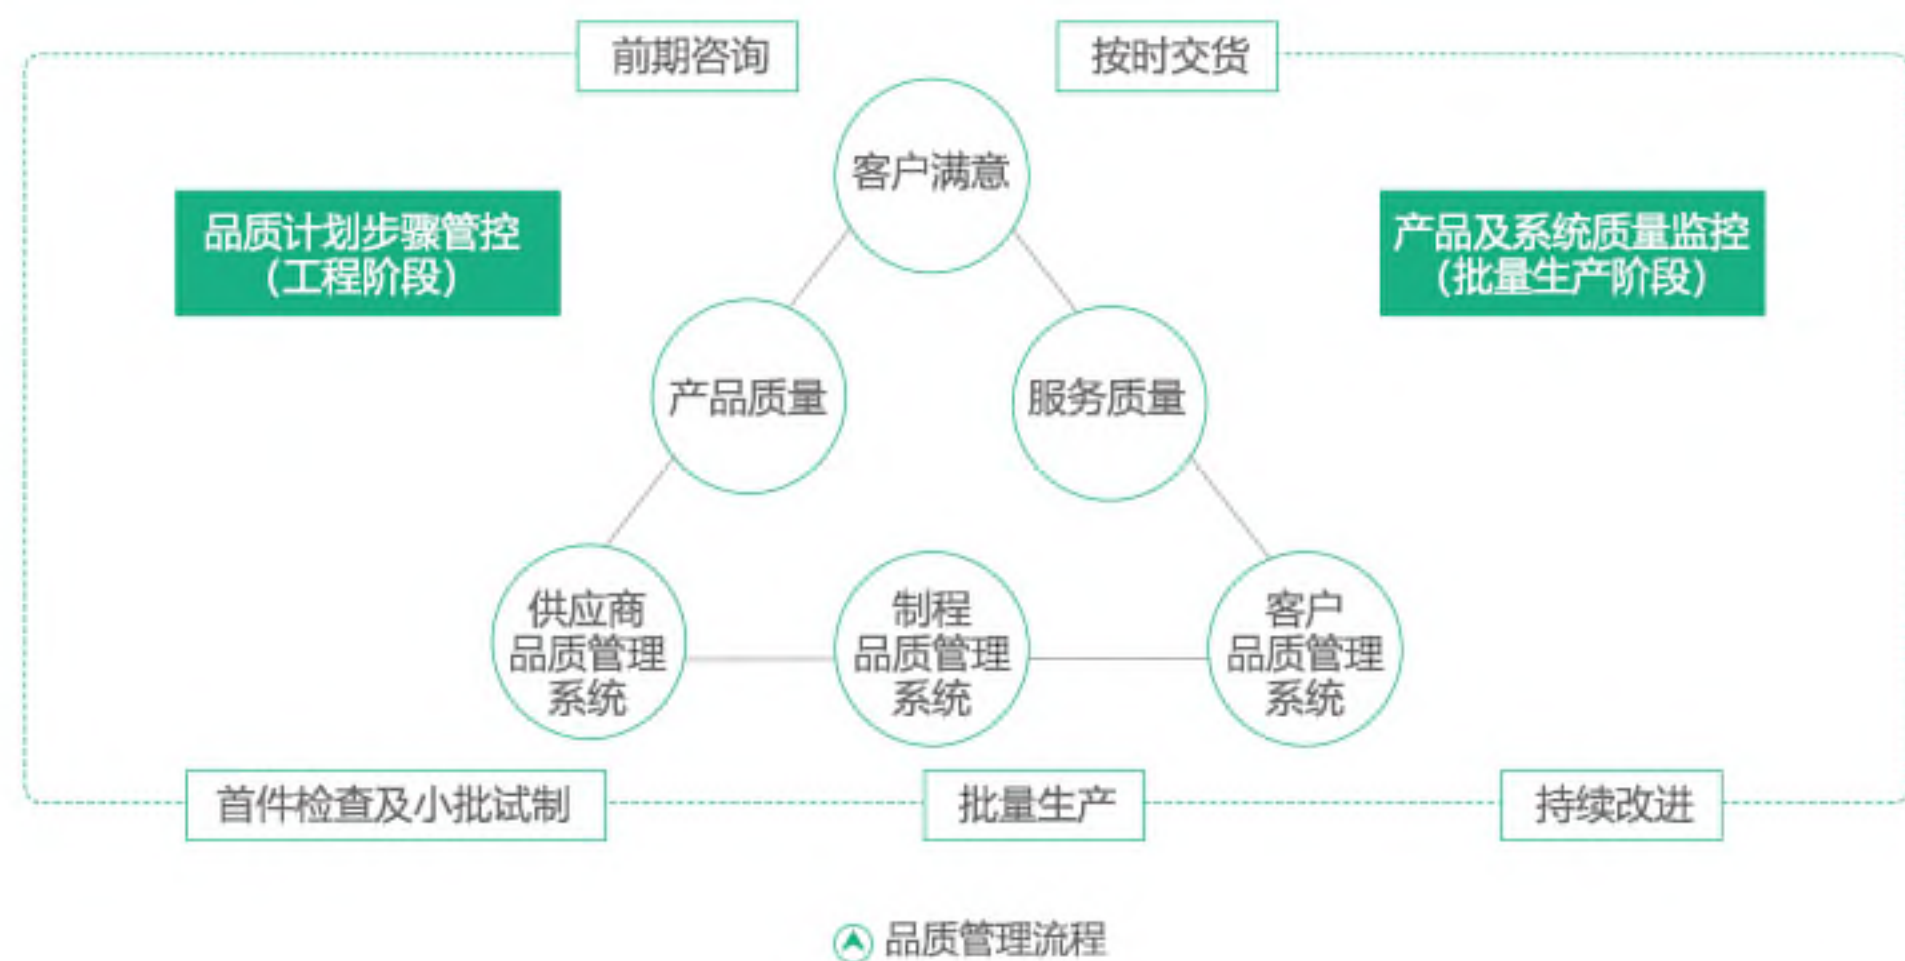 前期咨询
按时交货
客户满意
品质计划步骤管控
（工程阶段）
产品及系统质量监控
（批量生产阶段）
产品质量
服务质量
供应商
品质管理
系统
制程
品质管理
系统
客户
品质管理
系统
首件检查及小批试制
批量生产
持续改进
品质管理流程